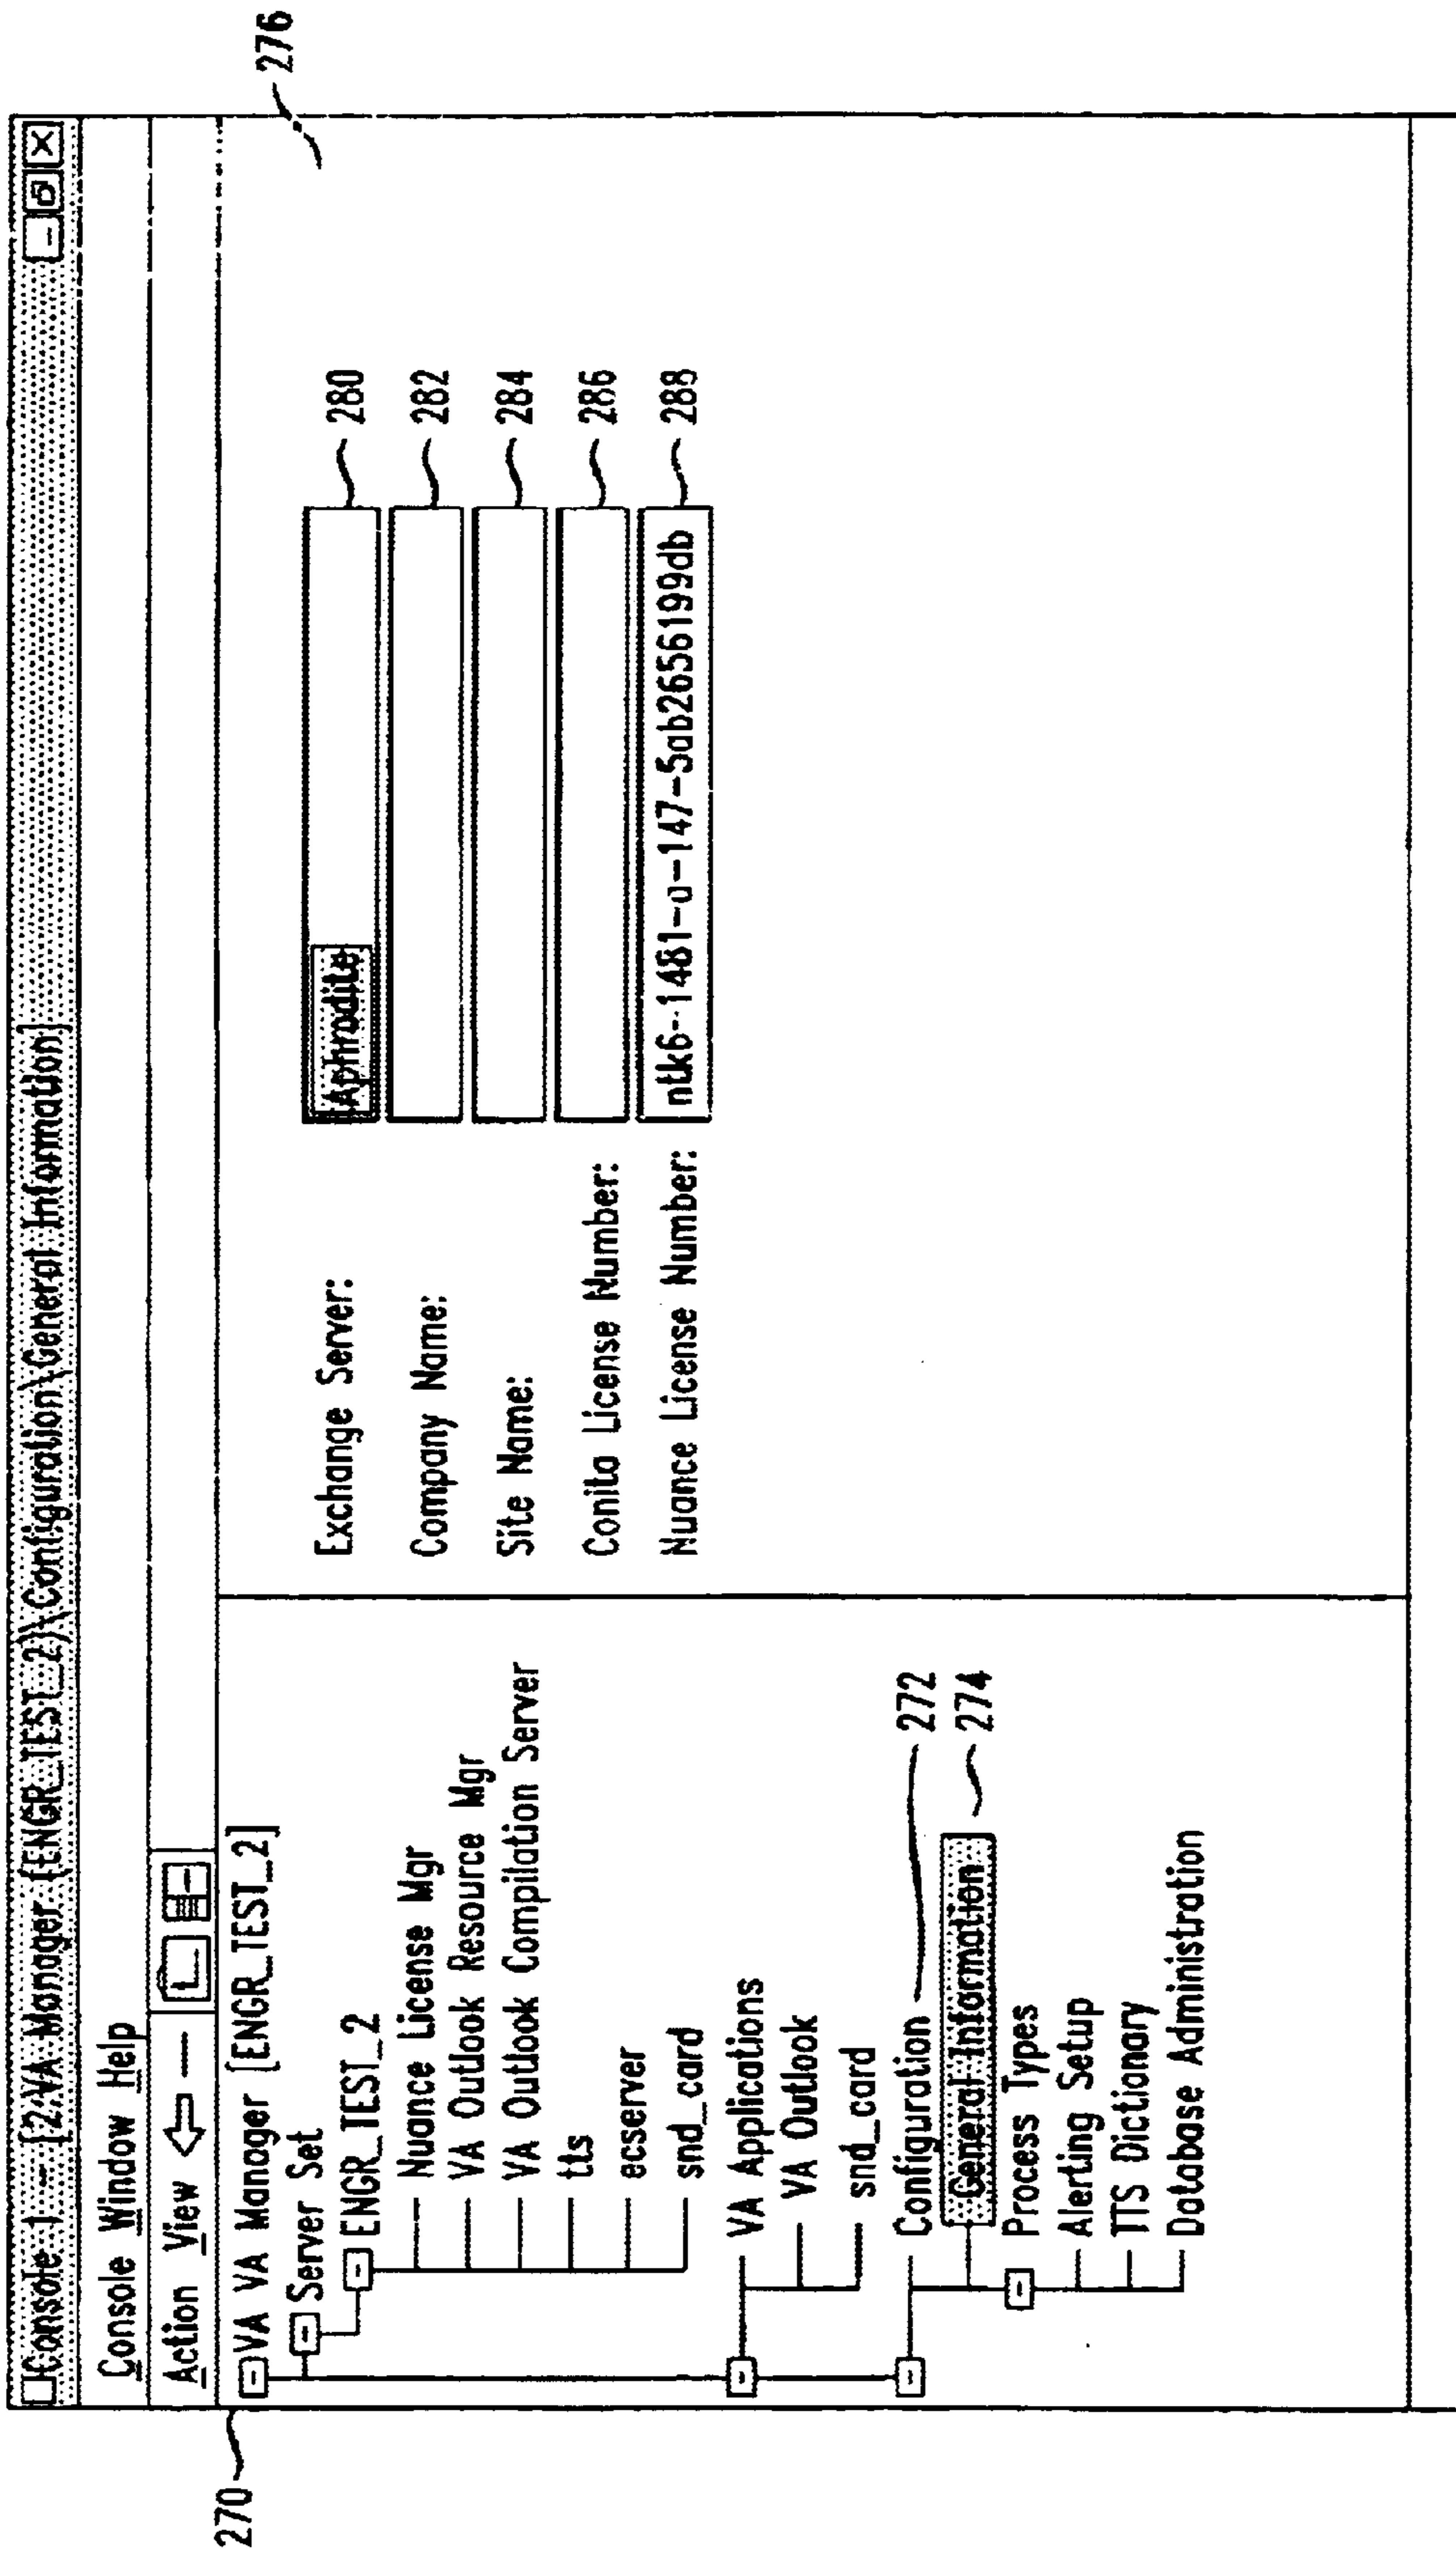 Console 1 - [2:VA Manager (ENGR_TEST_2)\Configuration\General Information]
Console Window Help
Action View
VA VA Manager [ENGR_TEST_2]
Server Set
ENGR_TEST_2
Nuance License Mgr
VA Outlook Resource Mgr
VA Outlook Compilation Server
tts
ecserver
snd_card
VA Applications
VA Outlook
snd_card
Configuration
General Information
Process Types
Alerting Setup
TTS Dictionary
Database Administration
270
272
274
276
Exchange Server: Aphrodite 280
Company Name: 282
Site Name: 284
Conita License Number: 286
Nuance License Number: ntk6-1481-a-147-5ab2656199db 288